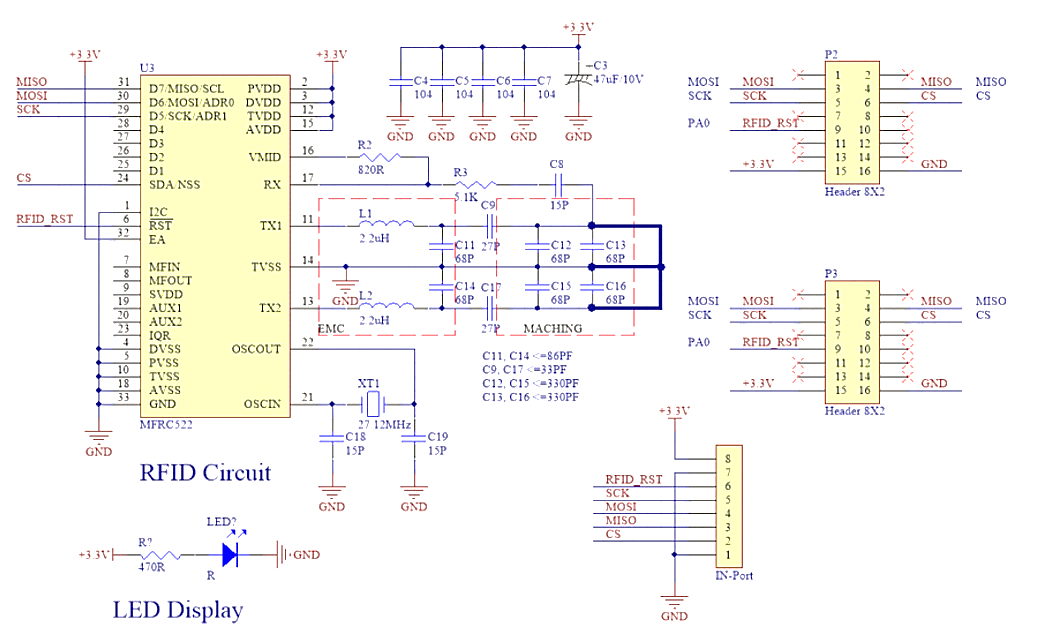 +3.3V
U3
+3.3V
MISO 31 D7/MISO/SCL PVDD 2
MOSI 30 D6/MOSI/ADR0 DVDD 3
SCK 29 D5/SCK/ADR1 TVDD 12
28 D4 AVDD 15
27 D3
26 D2 VMID 16
25 D1
CS 24 SDA/NSS RX 17
1 I2C
RFID_RST 6 RST TX1 11
32 EA
7 MFIN TVSS 14
8 MFOUT
9 SVDD
19 AUX1 TX2 13
20 AUX2
23 IQR
4 DVSS OSCOUT 22
5 PVSS
10 TVSS
18 AVSS
33 GND OSCIN 21
MFRC522
GND
+3.3V
C4 C5 C6 C7 C3
104 104 104 104 47uF/10V
GND GND GND GND GND
R2
820R
R3
5.1K
C8
15P
L1
2.2uH
C9
27P
C11 C12 C13
68P 68P 68P
GND
C14 C17 C15 C16
68P 68P 68P
L2
2.2uH
27P
EMC MACHING
C11, C14 <=86PF
C9, C17 <=33PF
C12, C15 <=330PF
C13, C16 <=330PF
XT1
27.12MHz
C18 C19
15P 15P
GND GND
RFID Circuit
LED?
R?
+3.3V GND
470R
R
LED Display
P2
1 2
MOSI MOSI 3 4 MISO MISO
SCK SCK 5 6 CS CS
7 8
PA0 RFID_RST 9 10
11 12
13 14
+3.3V 15 16 GND
Header 8X2
P3
1 2
MOSI MOSI 3 4 MISO MISO
SCK SCK 5 6 CS CS
7 8
PA0 RFID_RST 9 10
11 12
13 14
+3.3V 15 16 GND
Header 8X2
+3.3V
8
7
RFID_RST 6
SCK 5
MOSI 4
MISO 3
CS 2
1
IN-Port
GND